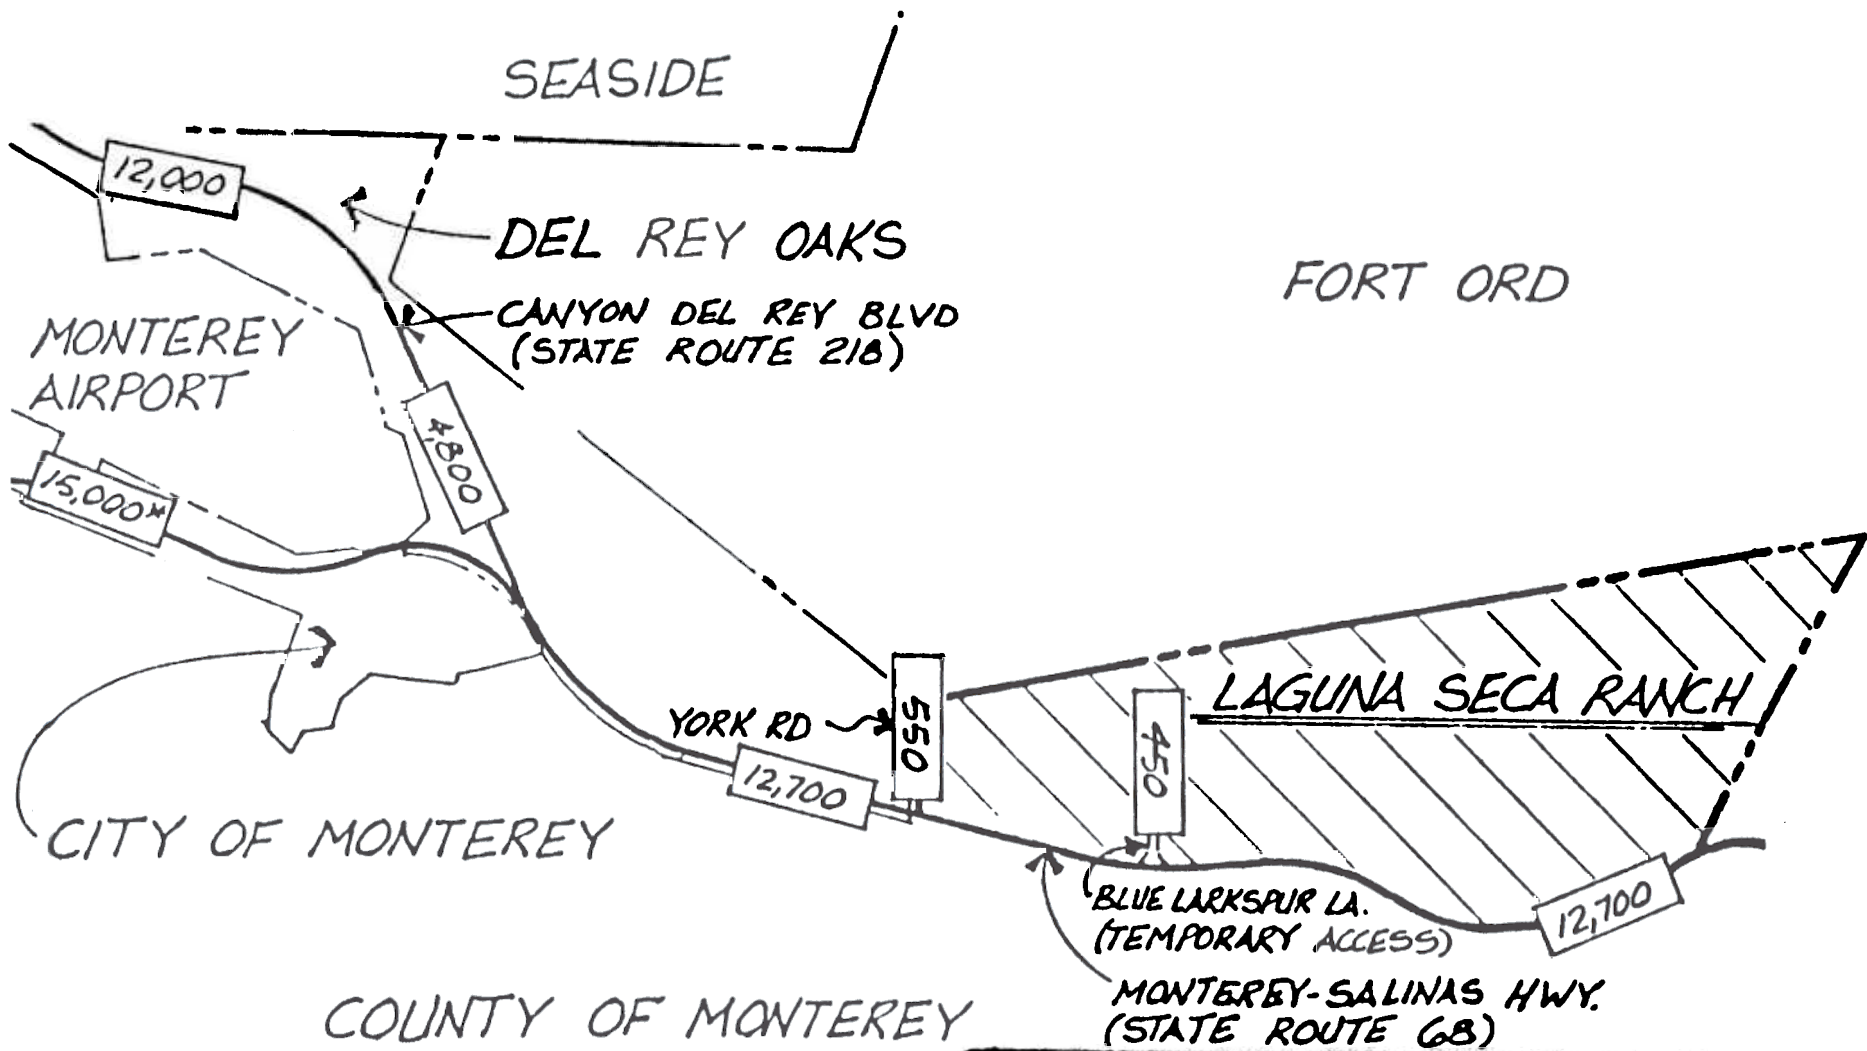 SEASIDE
12,000
DEL REY OAKS
FORT ORD
CANYON DEL REY BLVD
(STATE ROUTE 218)
MONTEREY
AIRPORT
4,800
15,000*
LAGUNA SECA RANCH
550
YORK RD
450
12,700
CITY OF MONTEREY
BLUE LARKSPUR LA.
(TEMPORARY ACCESS)
12,700
MONTEREY-SALINAS HWY.
(STATE ROUTE 68)
COUNTY OF MONTEREY